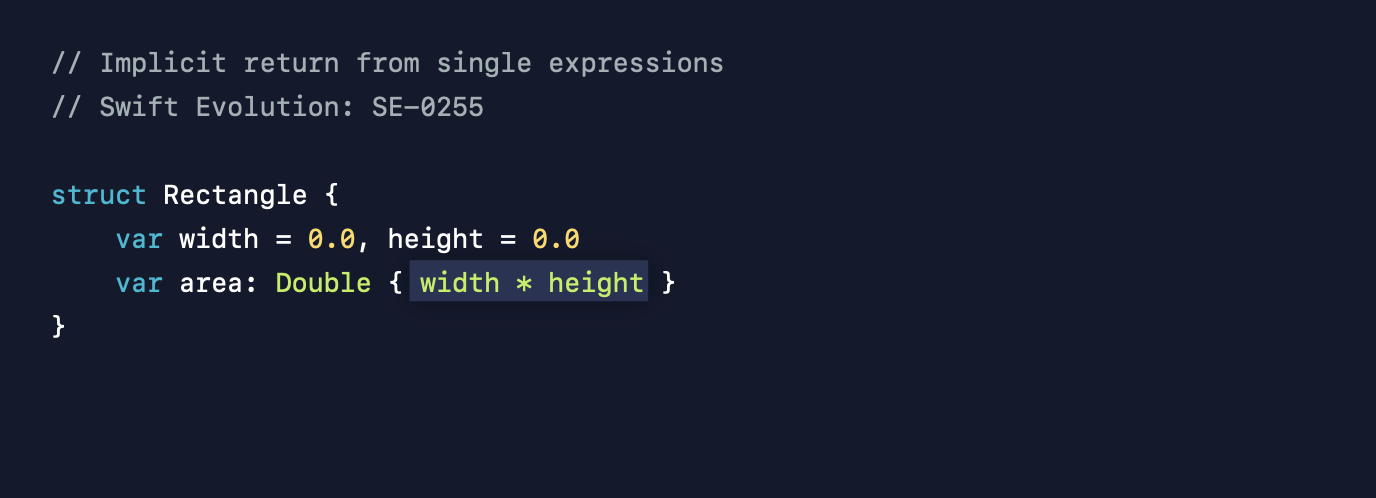 // Implicit return from single expressions
// Swift Evolution: SE-0255
struct Rectangle {
    var width = 0.0, height = 0.0
    var area: Double { width * height }
}